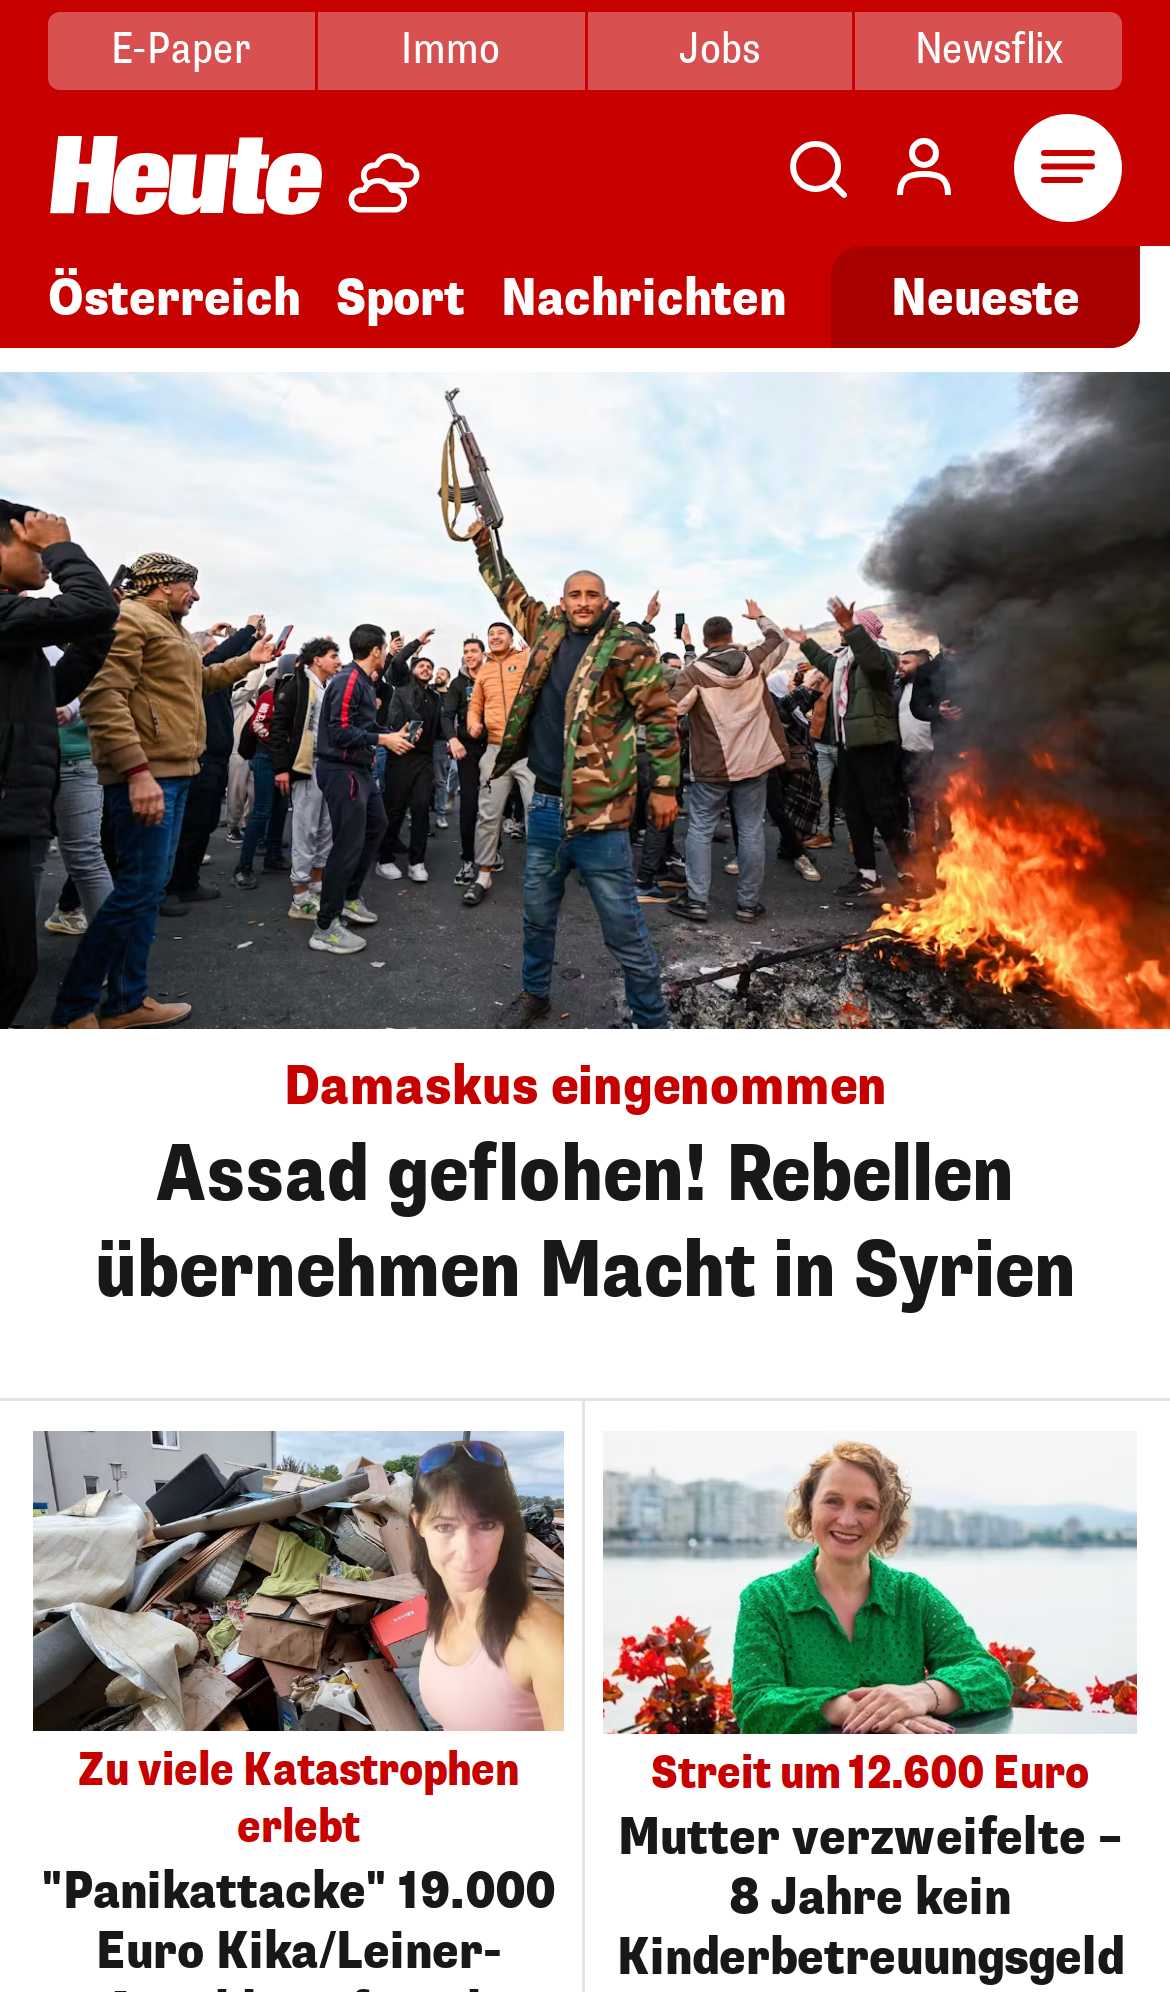 E-Paper
Immo
Jobs
Newsflix
Heute
Österreich
Sport
Nachrichten
Neueste
Damaskus eingenommen
Assad geflohen! Rebellen
übernehmen Macht in Syrien
Zu viele Katastrophen
erlebt
"Panikattacke" 19.000
Euro Kika/Leiner-
Streit um 12.600 Euro
Mutter verzweifelte –
8 Jahre kein
Kinderbetreuungsgeld